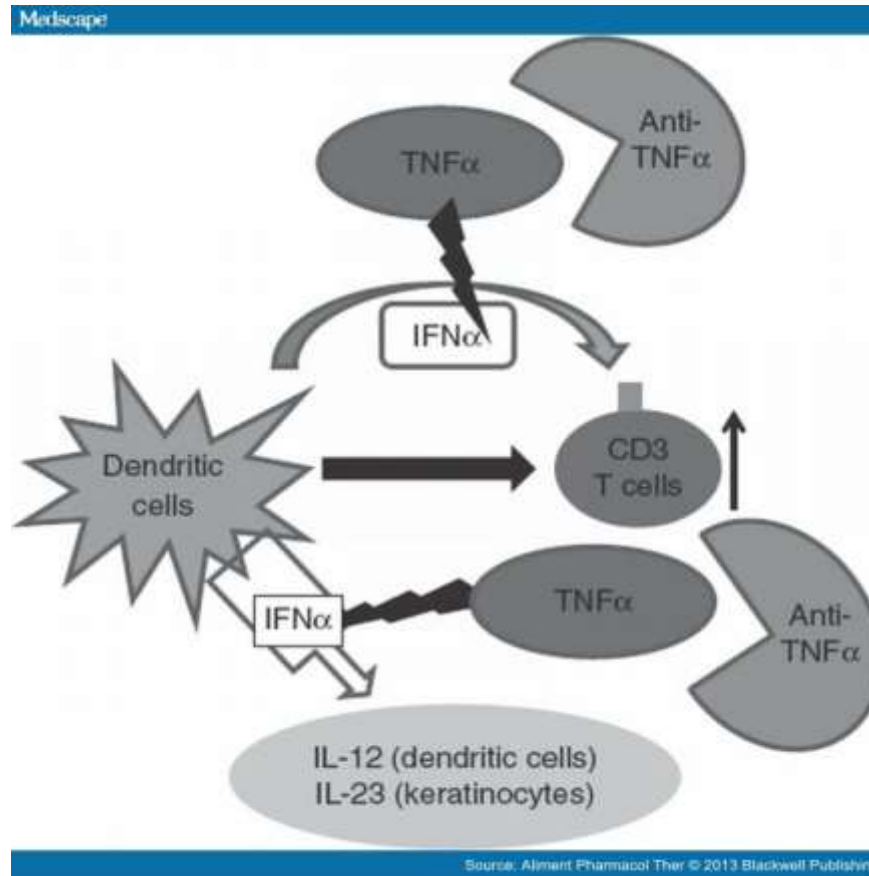 Medscape
Anti-
TNFα
TNFα
IFNα
Dendritic
cells
CD3
T cells
IFNα
TNFα
Anti-
TNFα
IL-12 (dendritic cells)
IL-23 (keratinocytes)
Source: Aliment Pharmacol Ther © 2013 Blackwell Publishin